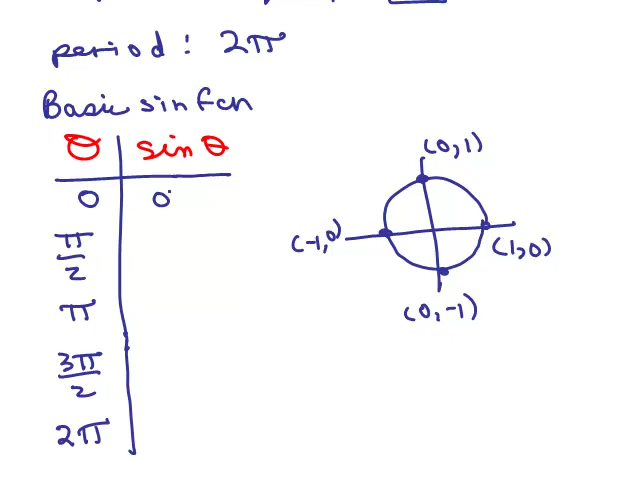 period: 2π
Basic sin fcn
θ sin θ
0 0
π/2
π
3π/2
2π
(0,1)
(-1,0)
(1,0)
(0,-1)